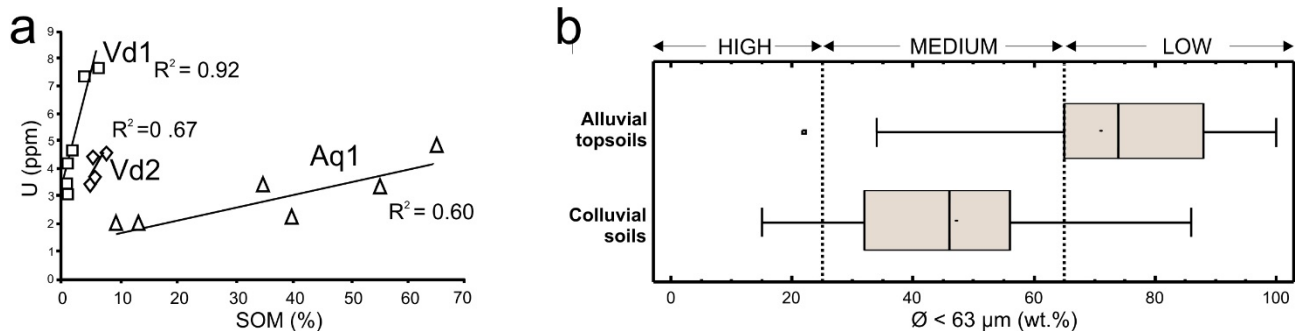 a
9
8
7
6
5
4
3
2
1
0
U (ppm)
Vd1
R² = 0.92
R²=0 .67
Vd2
Aq1
R² = 0.60
0 10 20 30 40 50 60 70
SOM (%)
b
HIGH MEDIUM LOW
Alluvial
topsoils
Colluvial
soils
0 20 40 60 80 100
Ø < 63 µm (wt.%)